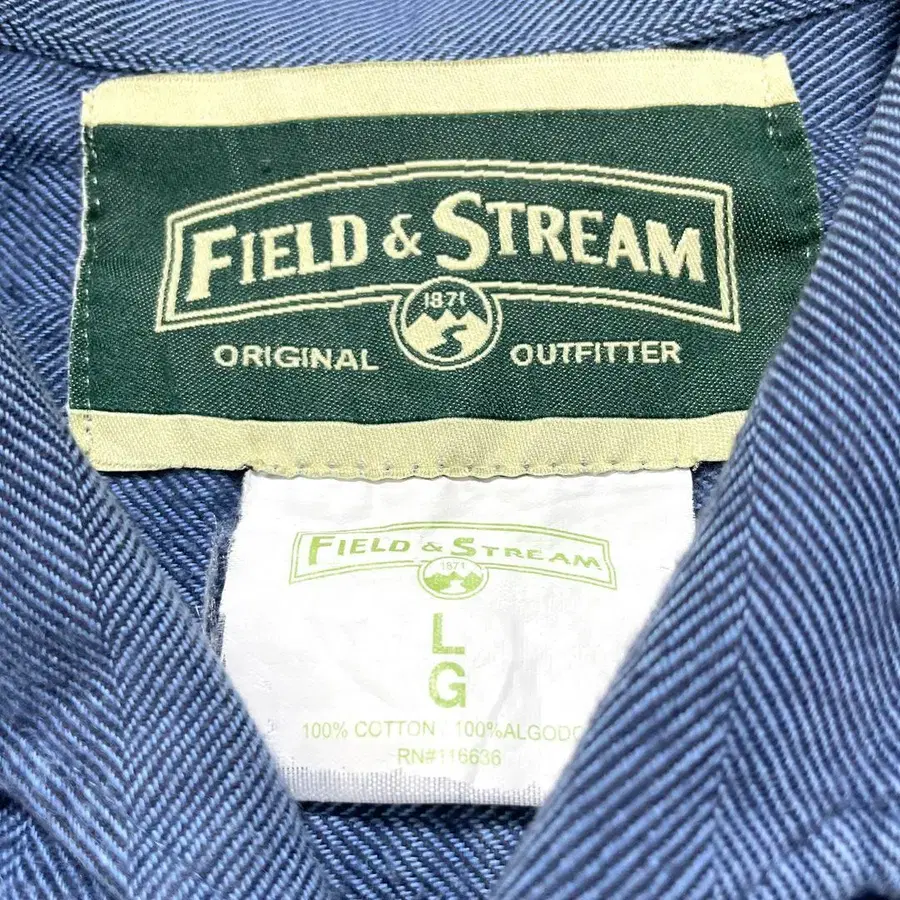 FIELD & STREAM
1871
ORIGINAL OUTFITTER
FIELD & STREAM
1871
L
G
100% COTTON 100%ALGODO
RN#116636